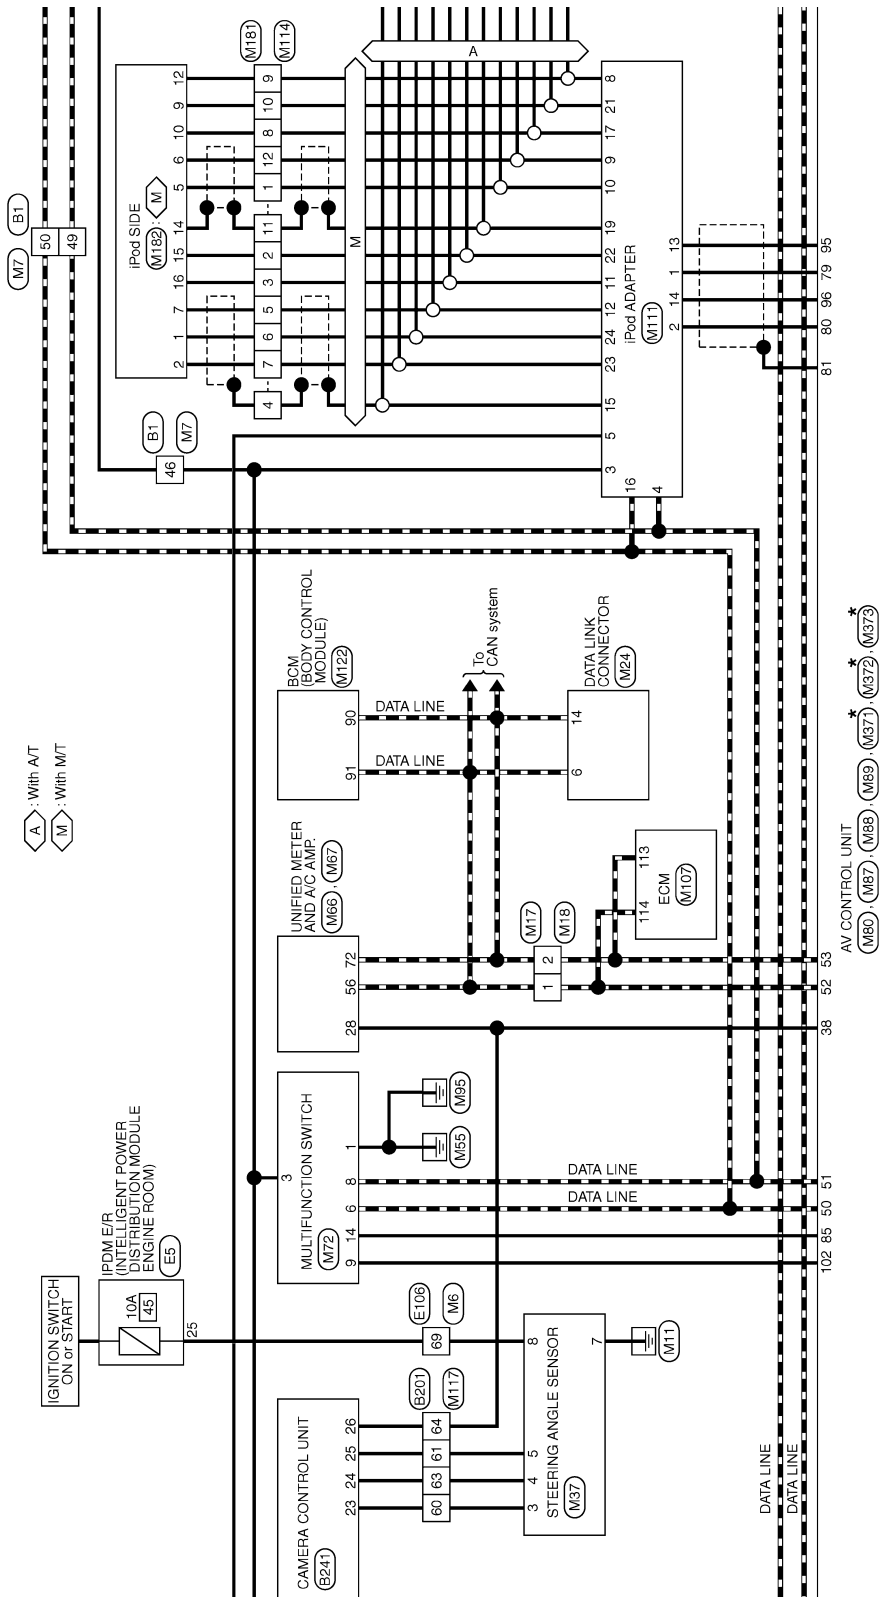 IGNITION SWITCH
ON or START
10A
45
IPDM E/R
(INTELLIGENT POWER
DISTRIBUTION MODULE
ENGINE ROOM)
E5
25
A : With A/T
M : With M/T
M7 B1
50
49
B1
46
M7
iPod SIDE
M182 : M
2 1 7 16 15 14 5 6 10 9 12
M181
4 7 6 5 3 2 11 1 12 8 10 9
M114
M
A
15 23 24 12 11 22 19 10 9 17 21 8
5
3
iPod ADAPTER
M111
16
4
2 14 1 13
81 80 96 79 95
BCM
(BODY CONTROL
MODULE)
M122
91 90
DATA LINE
DATA LINE
To
CAN system
6 14
DATA LINK
CONNECTOR
M24
UNIFIED METER
AND A/C AMP.
M66 , M67
28 56 72
M17
1 2
M18
114 113
ECM
M107
38 52 53
3
MULTIFUNCTION SWITCH
M72
9 14 6 8 1
M55
M95
DATA LINE
DATA LINE
102 85 50 51
CAMERA CONTROL UNIT
B241
23 24 25 26
B201
60 63 61 64
M117
E106
69
M6
3 4 5 8
STEERING ANGLE SENSOR
M37
7
M11
DATA LINE
DATA LINE
AV CONTROL UNIT
M80 , M87 , M88 , M89 , M371* , M372* , M373*